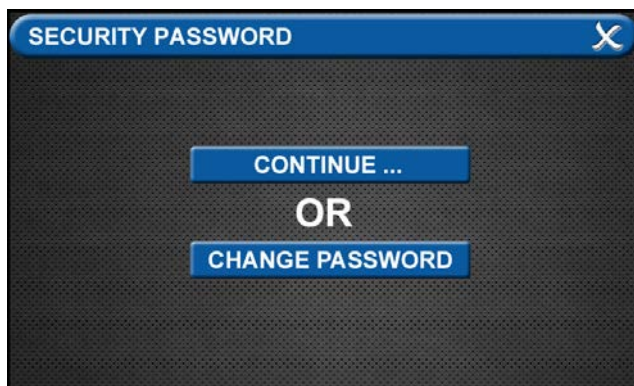 SECURITY PASSWORD
CONTINUE ...
OR
CHANGE PASSWORD